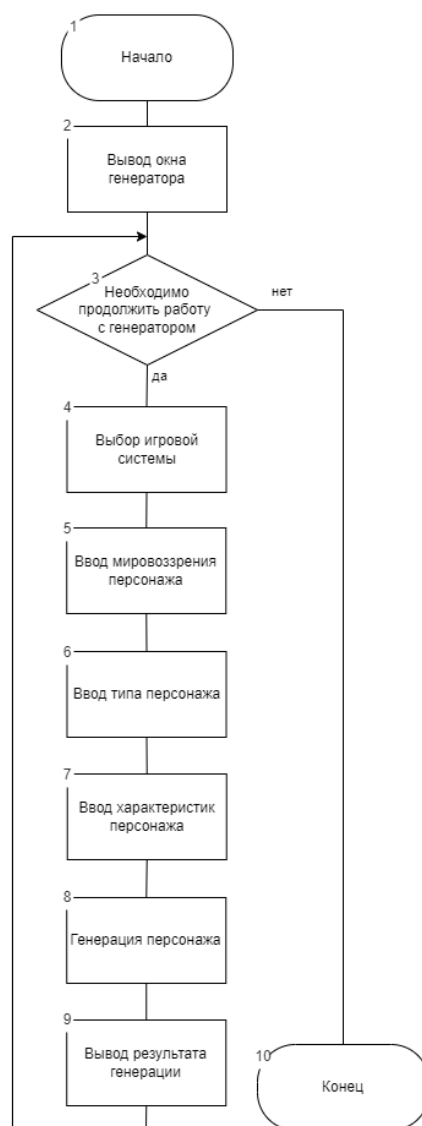 1
Начало
2
Вывод окна
генератора
3
Необходимо
продолжить работу
с генератором
нет
да
4
Выбор игровой
системы
5
Ввод мировоззрения
персонажа
6
Ввод типа персонажа
7
Ввод характеристик
персонажа
8
Генерация персонажа
9
Вывод результата
генерации
10
Конец